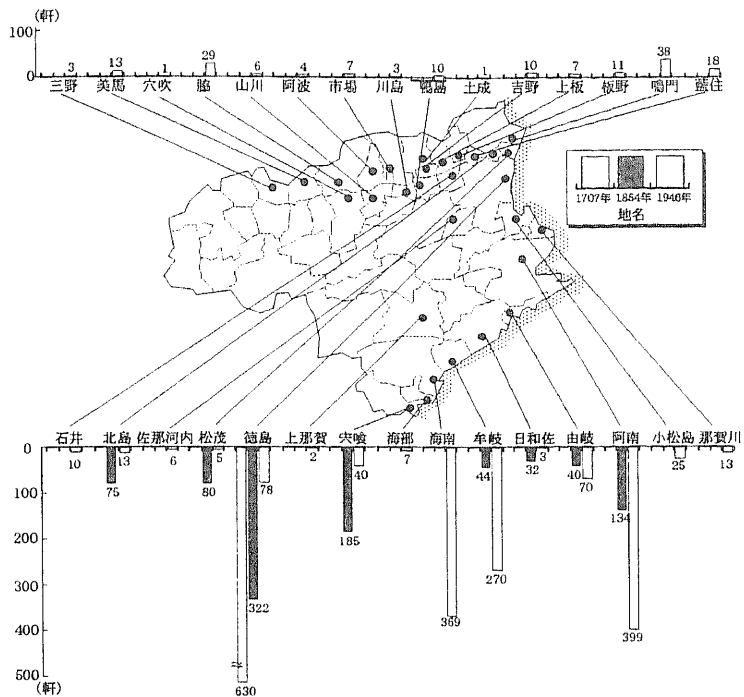 (軒)
100
0
3 13 1 29 6 4 7 3 10 1 10 7 11 38 18
三野 美馬 穴吹 脇 山川 阿波 市場 川島 鴨島 土成 吉野 上板 板野 鳴門 藍住
1707年 1854年 1946年
地名
石井 北島 佐那河内 松茂 徳島 上那賀 宍喰 海部 海南 牟岐 日和佐 由岐 阿南 小松島 那賀川
0
100
200
300
400
500
(軒)
10
75 13
6
80 5
630 322 78
2
185 40
7
369
44 270
32 3
40 70
134 399
25
13